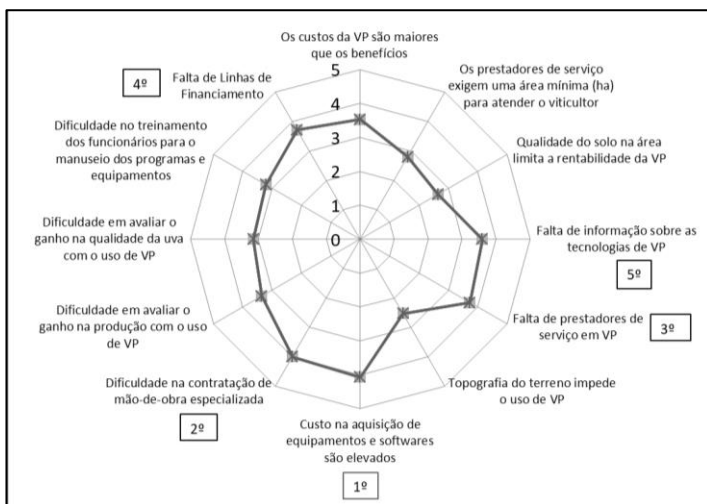 Os custos da VP são maiores
que os benefícios
Os prestadores de serviço
exigem uma área mínima (ha)
para atender o viticultor
Qualidade do solo na área
limita a rentabilidade da VP
Falta de informação sobre as
tecnologias de VP
5º
Falta de prestadores de
serviço em VP
3º
Topografia do terreno impede
o uso de VP
Custo na aquisição de
equipamentos e softwares
são elevados
1º
Dificuldade na contratação de
mão-de-obra especializada
2º
Dificuldade em avaliar o
ganho na produção com o uso
de VP
Dificuldade em avaliar o
ganho na qualidade da uva
com o uso de VP
Dificuldade no treinamento
dos funcionários para o
manuseio dos programas e
equipamentos
4º
Falta de Linhas de
Financiamento
5
4
3
2
1
0